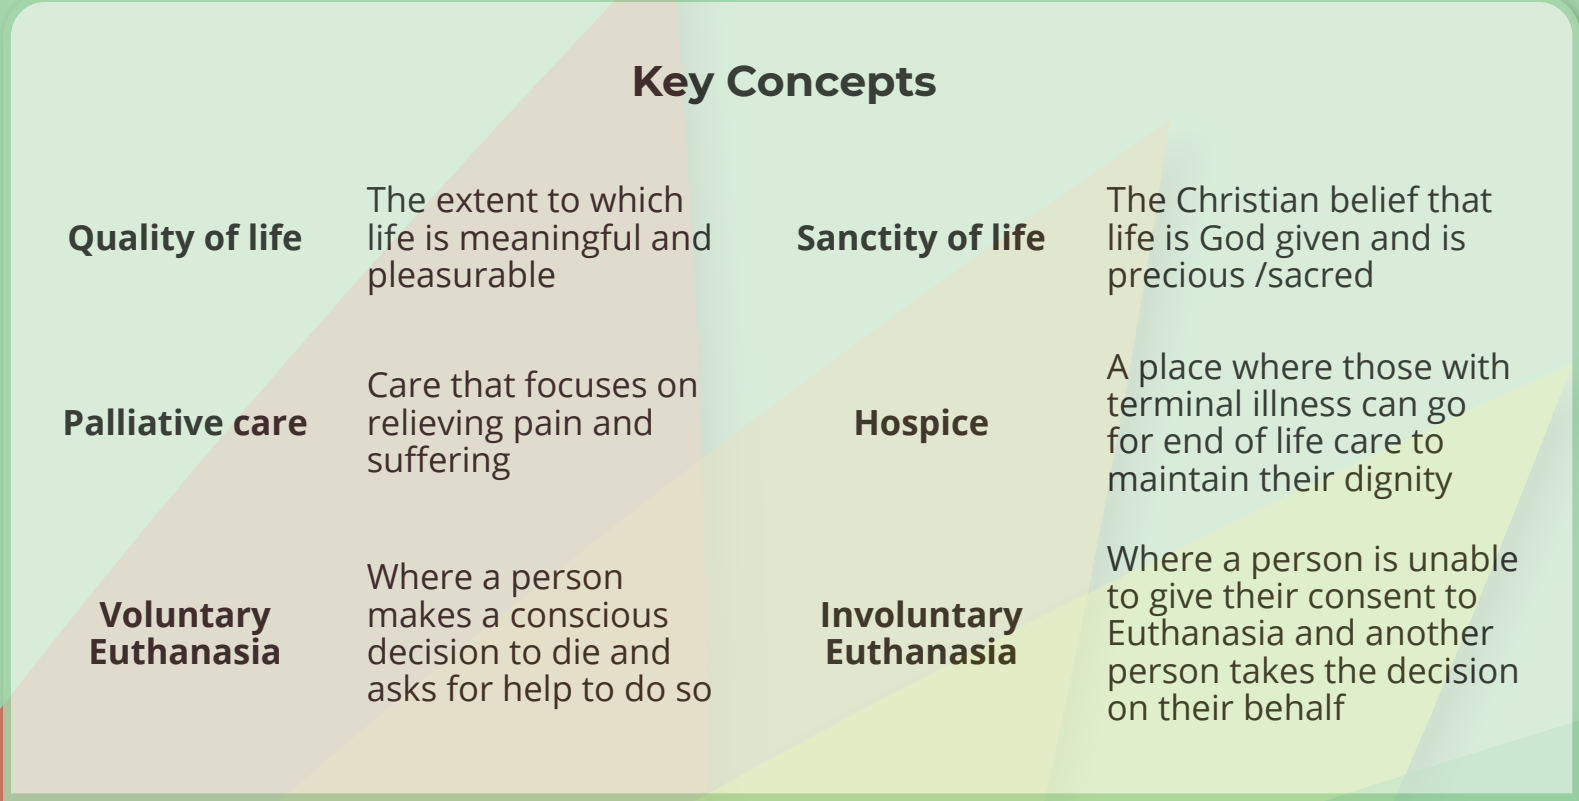 Key Concepts
Quality of life
The extent to which
life is meaningful and
pleasurable
Sanctity of life
The Christian belief that
life is God given and is
precious /sacred
Palliative care
Care that focuses on
relieving pain and
suffering
Hospice
A place where those with
terminal illness can go
for end of life care to
maintain their dignity
Voluntary
Euthanasia
Where a person
makes a conscious
decision to die and
asks for help to do so
Involuntary
Euthanasia
Where a person is unable
to give their consent to
Euthanasia and another
person takes the decision
on their behalf